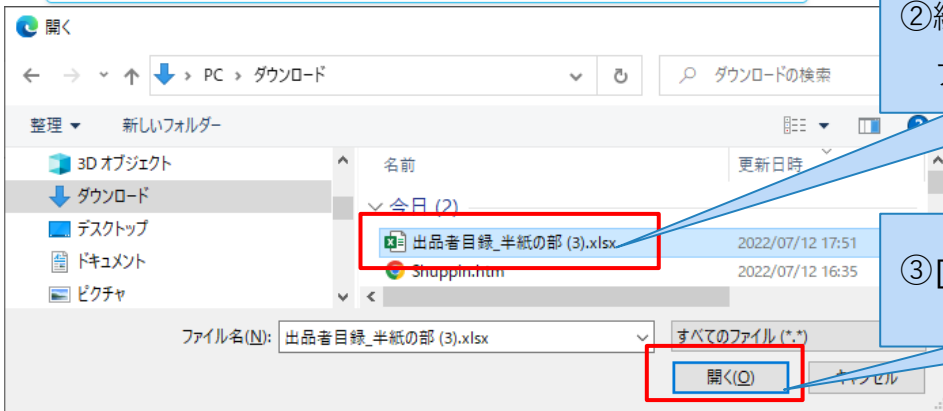 開く
PC > ダウンロード
ダウンロードの検索
整理 新しいフォルダー
3D オブジェクト
ダウンロード
デスクトップ
ドキュメント
ピクチャ
名前 更新日時
今日 (2)
出品者目録_半紙の部 (3).xlsx 2022/07/12 17:51
Shuppin.htm 2022/07/12 16:35
ファイル名(N): 出品者目録_半紙の部 (3).xlsx すべてのファイル (*.*)
開く(O) キャンセル
②
③